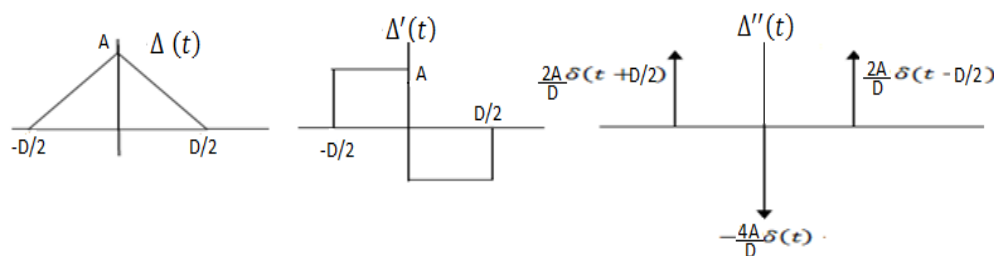 A Δ (t)
-D/2 D/2
Δ′(t)
A
D/2
-D/2
Δ′′(t)
2A/D δ(t +D/2) 2A/D δ(t -D/2)
-4A/D δ(t) .